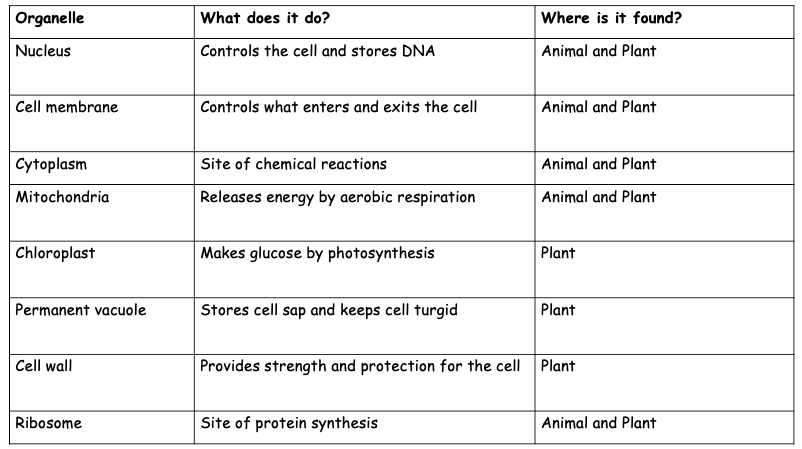 Organelle What does it do? Where is it found?
Nucleus Controls the cell and stores DNA Animal and Plant
Cell membrane Controls what enters and exits the cell Animal and Plant
Cytoplasm Site of chemical reactions Animal and Plant
Mitochondria Releases energy by aerobic respiration Animal and Plant
Chloroplast Makes glucose by photosynthesis Plant
Permanent vacuole Stores cell sap and keeps cell turgid Plant
Cell wall Provides strength and protection for the cell Plant
Ribosome Site of protein synthesis Animal and Plant